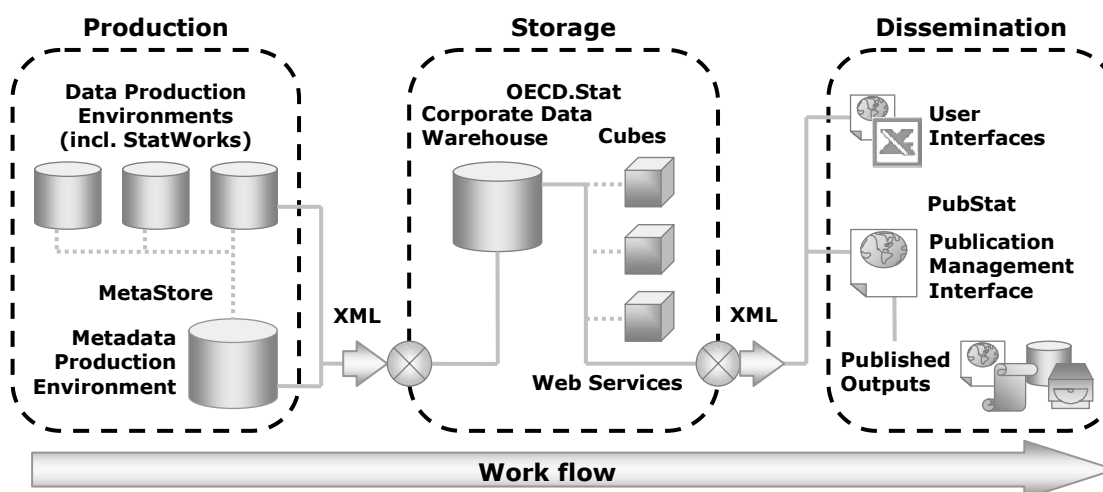 Production
Storage
Dissemination
Data Production
Environments
(incl. StatWorks)
MetaStore
Metadata
Production
Environment
XML
OECD.Stat
Corporate Data
Warehouse
Cubes
Web Services
XML
User
Interfaces
PubStat
Publication
Management
Interface
Published
Outputs
Work flow